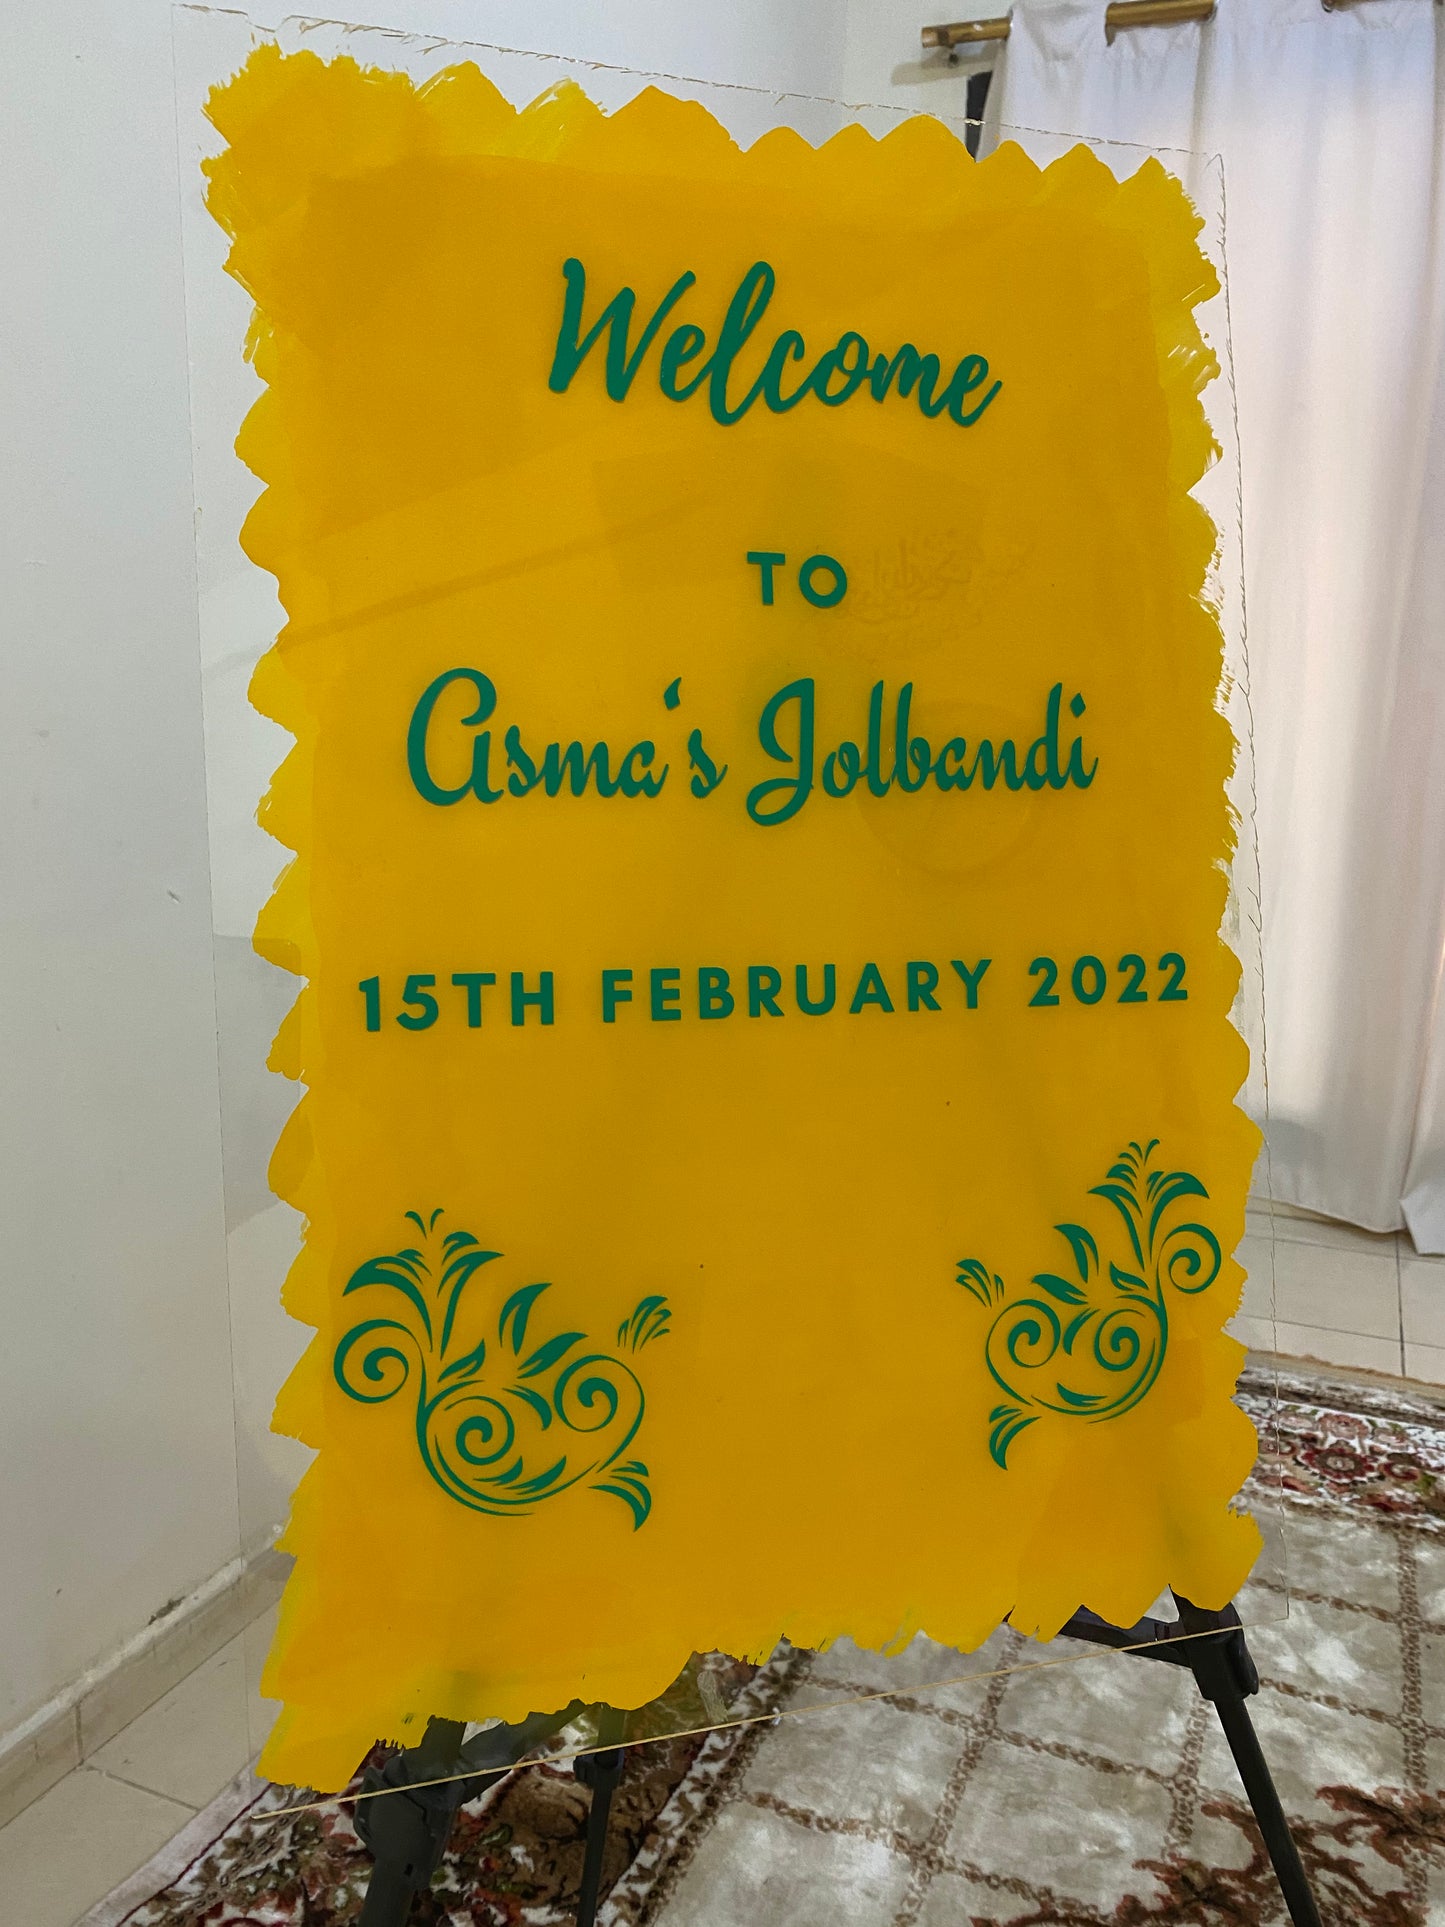 Welcome
TO
Asma's Jolbandi
15TH FEBRUARY 2022